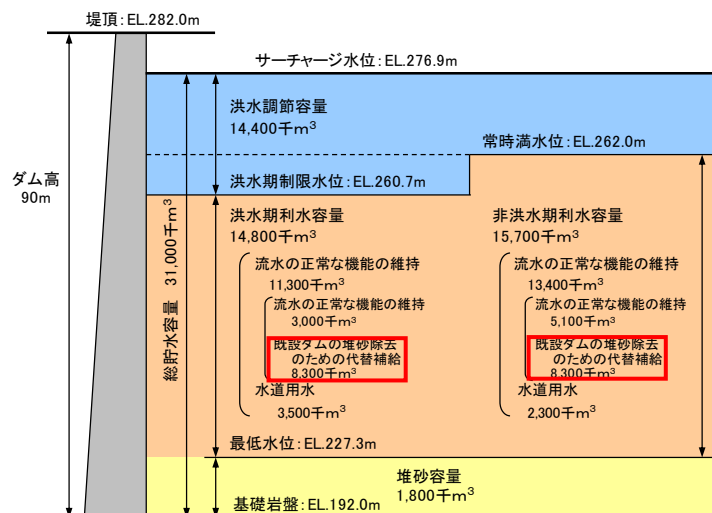 堤頂:EL.282.0m
サーチャージ水位:EL.276.9m
洪水調節容量
14,400千m³
常時満水位:EL.262.0m
ダム高
90m
洪水期制限水位:EL.260.7m
総貯水容量 31,000千m³
洪水期利水容量
14,800千m³
流水の正常な機能の維持
11,300千m³
流水の正常な機能の維持
3,000千m³
既設ダムの堆砂除去
のための代替補給
8,300千m³
水道用水
3,500千m³
非洪水期利水容量
15,700千m³
流水の正常な機能の維持
13,400千m³
流水の正常な機能の維持
5,100千m³
既設ダムの堆砂除去
のための代替補給
8,300千m³
水道用水
2,300千m³
最低水位:EL.227.3m
堆砂容量
1,800千m³
基礎岩盤:EL.192.0m